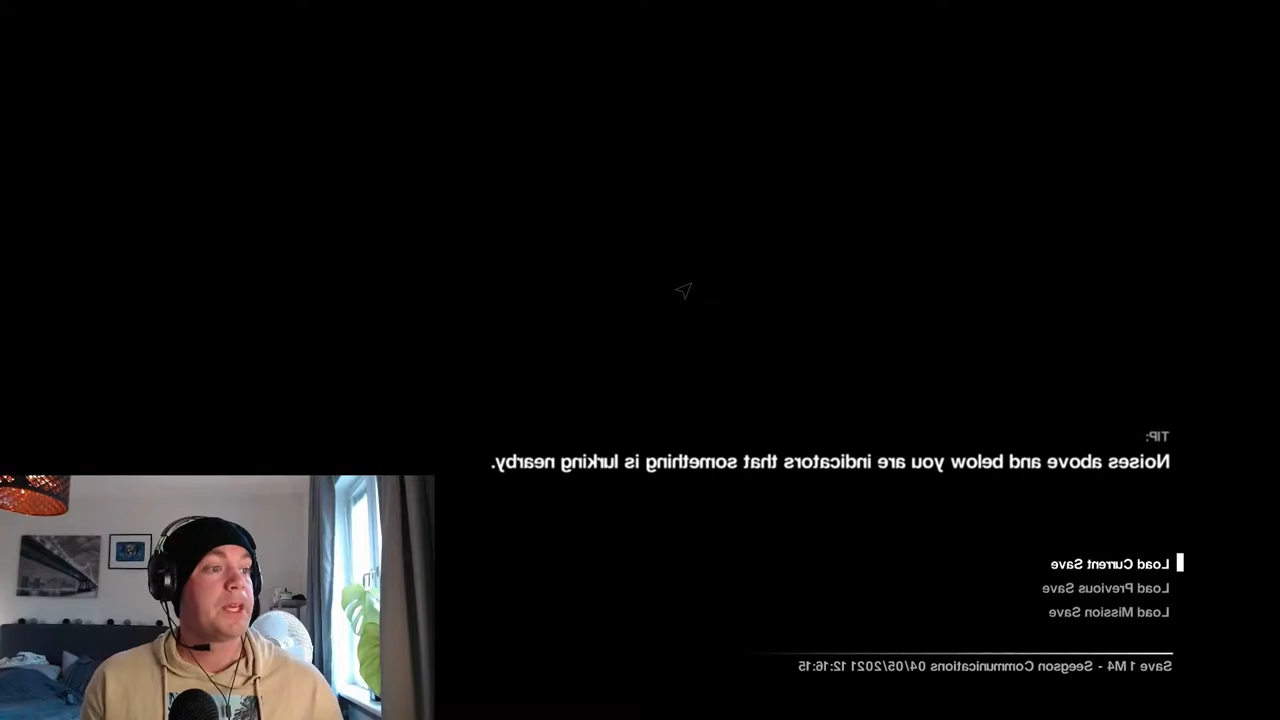 TIP:
Noises above and below you are indicators that something is lurking nearby.
Load Current Save
Load Previous Save
Load Mission Save
Save 1 M4 - Seegson Communications 04/05/2021 12:16:15